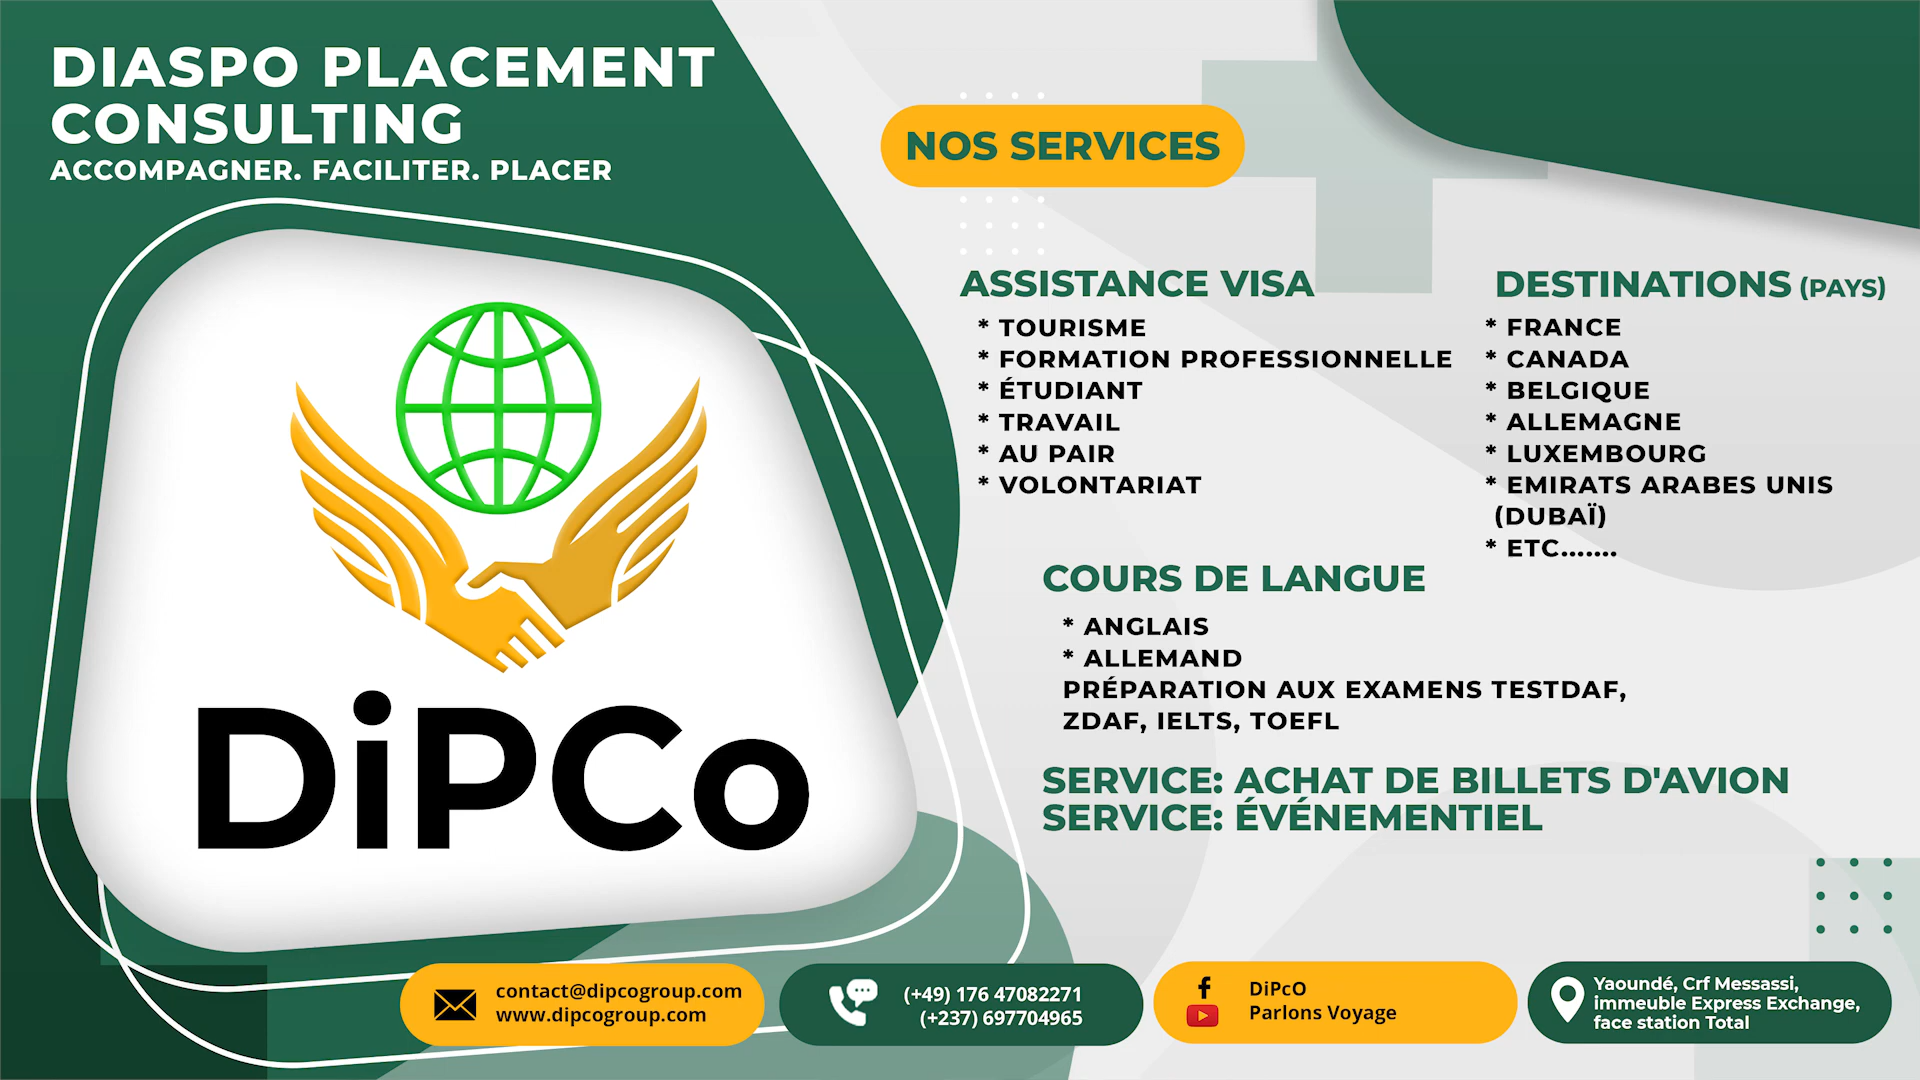 DIASPO PLACEMENT
CONSULTING
ACCOMPAGNER. FACILITER. PLACER
DiPCo
NOS SERVICES
ASSISTANCE VISA
* TOURISME
* FORMATION PROFESSIONNELLE
* ÉTUDIANT
* TRAVAIL
* AU PAIR
* VOLONTARIAT
DESTINATIONS (PAYS)
* FRANCE
* CANADA
* BELGIQUE
* ALLEMAGNE
* LUXEMBOURG
* EMIRATS ARABES UNIS
(DUBAÏ)
* ETC.......
COURS DE LANGUE
* ANGLAIS
* ALLEMAND
PRÉPARATION AUX EXAMENS TESTDAF,
ZDAF, IELTS, TOEFL
SERVICE: ACHAT DE BILLETS D'AVION
SERVICE: ÉVÉNEMENTIEL
contact@dipcogroup.com
www.dipcogroup.com
(+49) 176 47082271
(+237) 697704965
DiPcO
Parlons Voyage
Yaoundé, Crf Messassi,
immeuble Express Exchange,
face station Total